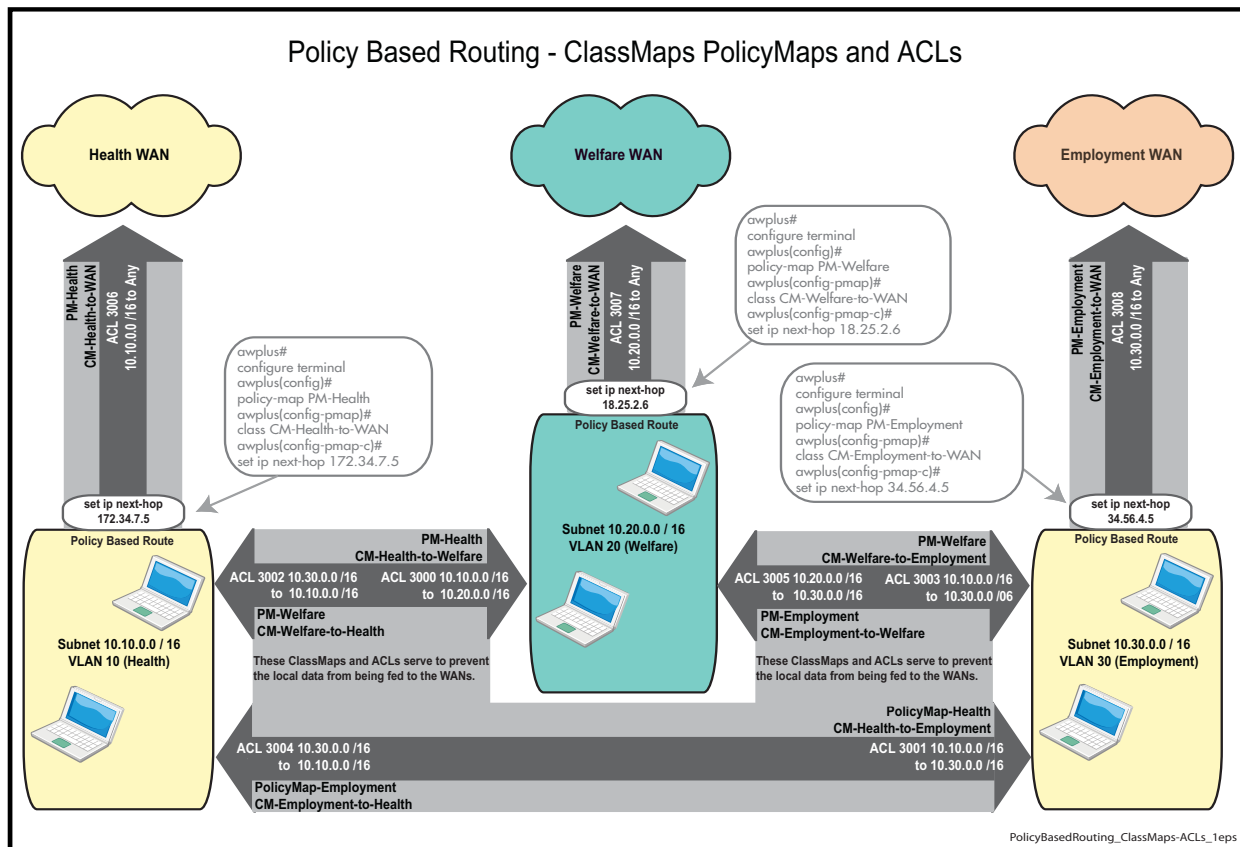 Policy Based Routing - ClassMaps PolicyMaps and ACLs
Health WAN
Welfare WAN
Employment WAN
PM-Health
CM-Health-to-WAN
ACL 3006
10.10.0.0 /16 to Any
awplus#
configure terminal
awplus(config)#
policy-map PM-Health
awplus(config-pmap)#
class CM-Health-to-WAN
awplus(config-pmap-c)#
set ip next-hop 172.34.7.5
PM-Welfare
CM-Welfare-to-WAN
ACL 3007
10.20.0.0 /16 to Any
awplus#
configure terminal
awplus(config)#
policy-map PM-Welfare
awplus(config-pmap)#
class CM-Welfare-to-WAN
awplus(config-pmap-c)#
set ip next-hop 18.25.2.6
PM-Employment
CM-Employment-to-WAN
ACL 3008
10.30.0.0 /16 to Any
awplus#
configure terminal
awplus(config)#
policy-map PM-Employment
awplus(config-pmap)#
class CM-Employment-to-WAN
awplus(config-pmap-c)#
set ip next-hop 34.56.4.5
set ip next-hop
172.34.7.5
Policy Based Route
set ip next-hop
18.25.2.6
Policy Based Route
set ip next-hop
34.56.4.5
Policy Based Route
Subnet 10.10.0.0 / 16
VLAN 10 (Health)
Subnet 10.20.0.0 / 16
VLAN 20 (Welfare)
Subnet 10.30.0.0 / 16
VLAN 30 (Employment)
PM-Health
CM-Health-to-Welfare
ACL 3002 10.30.0.0 /16
to 10.10.0.0 /16
ACL 3000 10.10.0.0 /16
to 10.20.0.0 /16
PM-Welfare
CM-Welfare-to-Health
These ClassMaps and ACLs serve to prevent
the local data from being fed to the WANs.
PM-Welfare
CM-Welfare-to-Employment
ACL 3005 10.20.0.0 /16
to 10.30.0.0 /16
ACL 3003 10.10.0.0 /16
to 10.30.0.0 /06
PM-Employment
CM-Employment-to-Welfare
These ClassMaps and ACLs serve to prevent
the local data from being fed to the WANs.
PolicyMap-Health
CM-Health-to-Employment
ACL 3004 10.30.0.0 /16
to 10.10.0.0 /16
ACL 3001 10.10.0.0 /16
to 10.30.0.0 /16
PolicyMap-Employment
CM-Employment-to-Health
PolicyBasedRouting_ClassMaps-ACLs_1eps